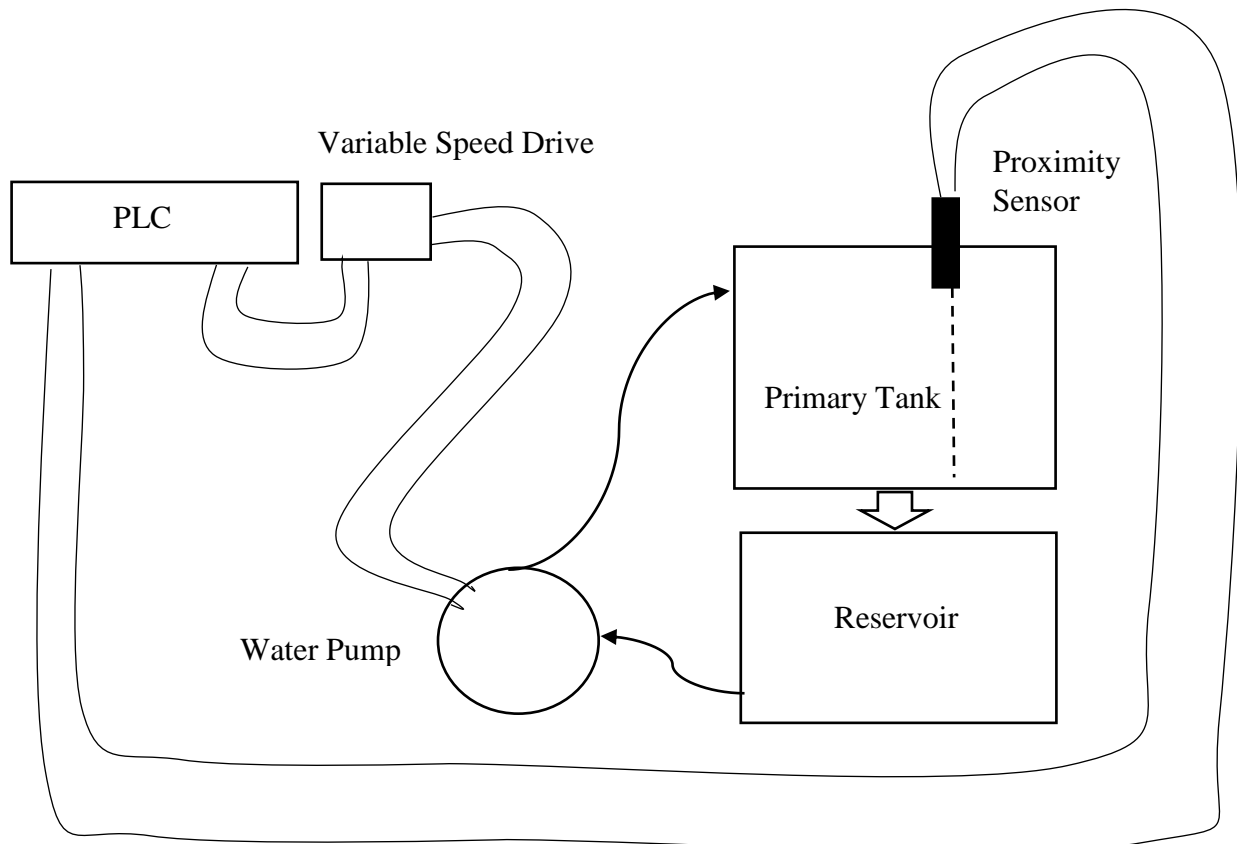 Variable Speed Drive
PLC
Proximity
Sensor
Primary Tank
Reservoir
Water Pump